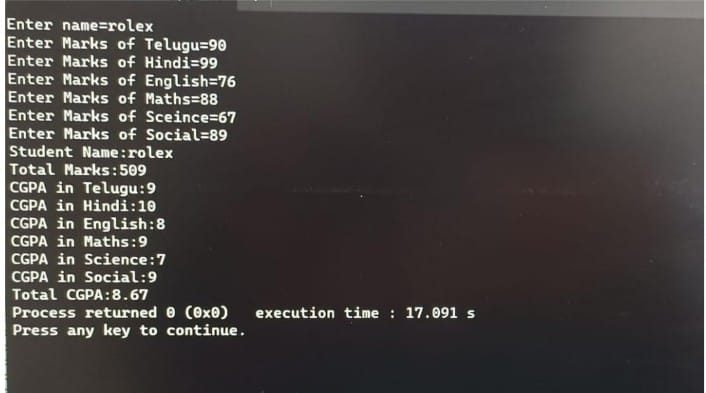 Enter name=rolex
Enter Marks of Telugu=90
Enter Marks of Hindi=99
Enter Marks of English=76
Enter Marks of Maths=88
Enter Marks of Sceince=67
Enter Marks of Social=89
Student Name:rolex
Total Marks:509
CGPA in Telugu:9
CGPA in Hindi:10
CGPA in English:8
CGPA in Maths:9
CGPA in Science:7
CGPA in Social:9
Total CGPA:8.67
Process returned 0 (0x0)   execution time : 17.091 s
Press any key to continue.